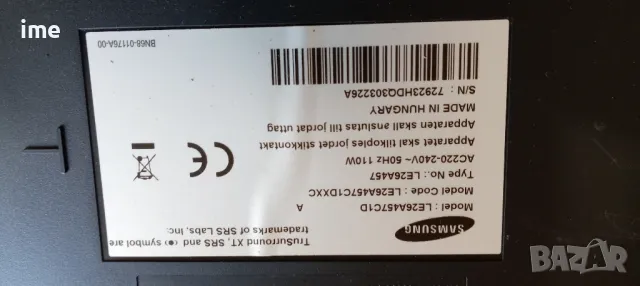 ime
SAMSUNG
TruSurround XT, SRS and (●) symbol are
trademarks of SRS Labs, Inc.
Model : LE26A457C1D A
Model Code : LE26A457C1DXXC
Type No.: LE26A457
AC220-240V~ 50Hz 110W
Apparatet skal tilkoples jordet stikkontakt
Apparaten skall anslutas till jordat uttag
MADE IN HUNGARY
S/N : 72923HDQ303226A
CE
BN68-01176A-00
BAZAR
bg